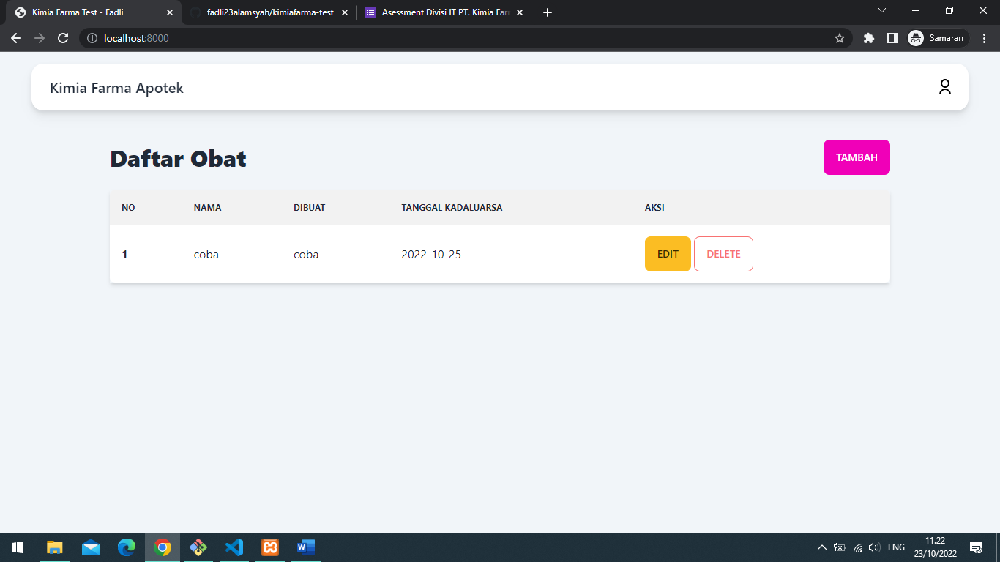 Kimia Farma Test - Fadli
fadli23alamsyah/kimiafarma-test
Asessment Divisi IT PT. Kimia Far
localhost:8000
Samaran
Kimia Farma Apotek
Daftar Obat
TAMBAH
NO NAMA DIBUAT TANGGAL KADALUARSA AKSI
1 coba coba 2022-10-25 EDIT DELETE
ENG
11.22
23/10/2022